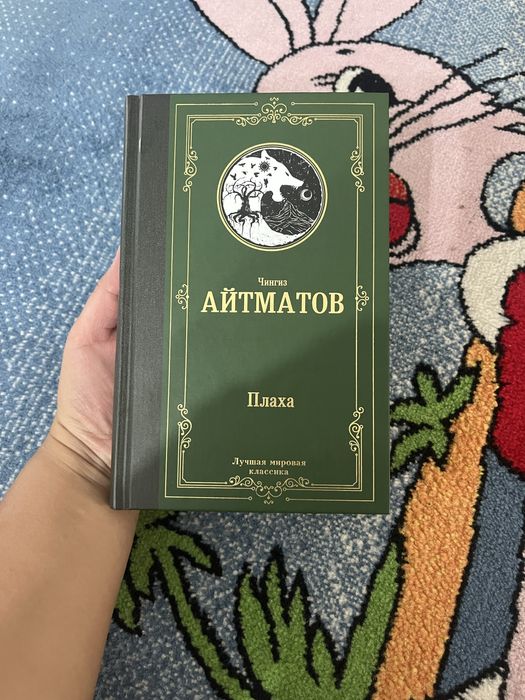 Чингиз
АЙТМАТОВ
Плаха
Лучшая мировая
классика